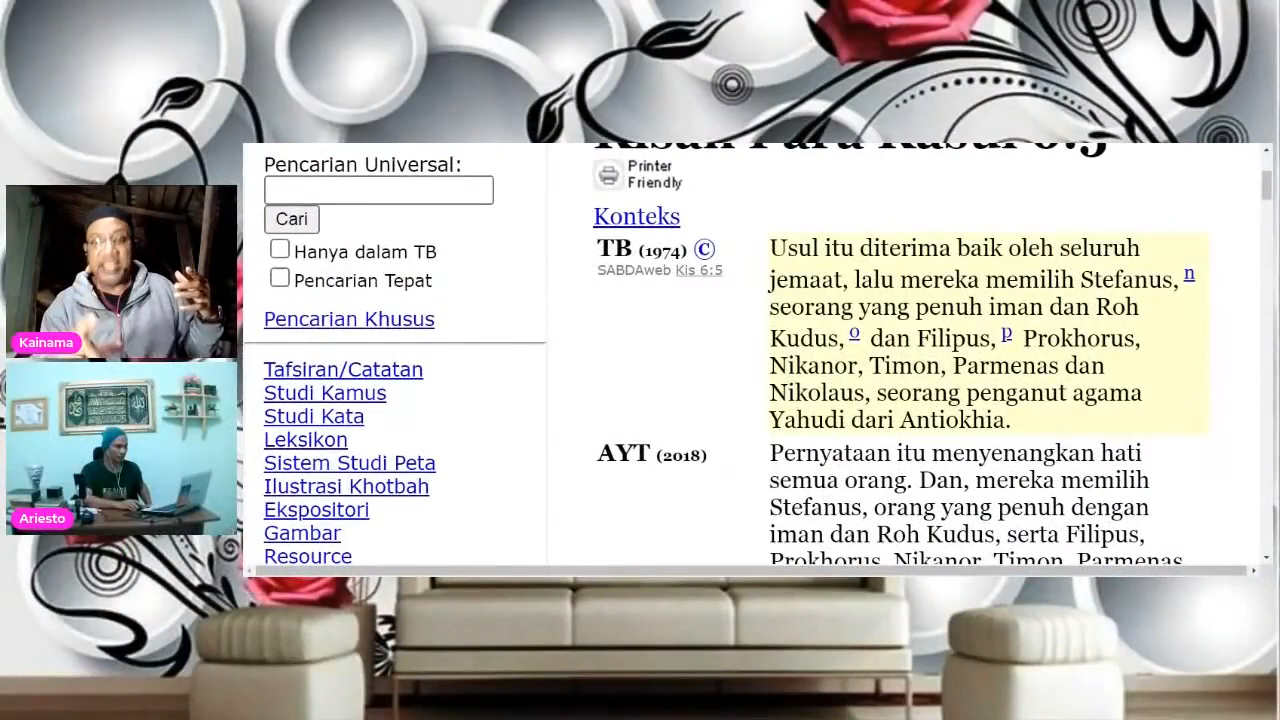 Pencarian Universal:
Cari
Hanya dalam TB
Pencarian Tepat
Pencarian Khusus
Tafsiran/Catatan
Studi Kamus
Studi Kata
Leksikon
Sistem Studi Peta
Ilustrasi Khotbah
Ekspositori
Gambar
Resource
Printer
Friendly
Konteks
TB (1974) ©
SABDAweb Kis 6:5
Usul itu diterima baik oleh seluruh
jemaat, lalu mereka memilih Stefanus, n
seorang yang penuh iman dan Roh
Kudus, o dan Filipus, p Prokhorus,
Nikanor, Timon, Parmenas dan
Nikolaus, seorang penganut agama
Yahudi dari Antiokhia.
AYT (2018)
Pernyataan itu menyenangkan hati
semua orang. Dan, mereka memilih
Stefanus, orang yang penuh dengan
iman dan Roh Kudus, serta Filipus,
Prokhorus, Nikanor, Timon, Parmenas
Kainama
Ariesto